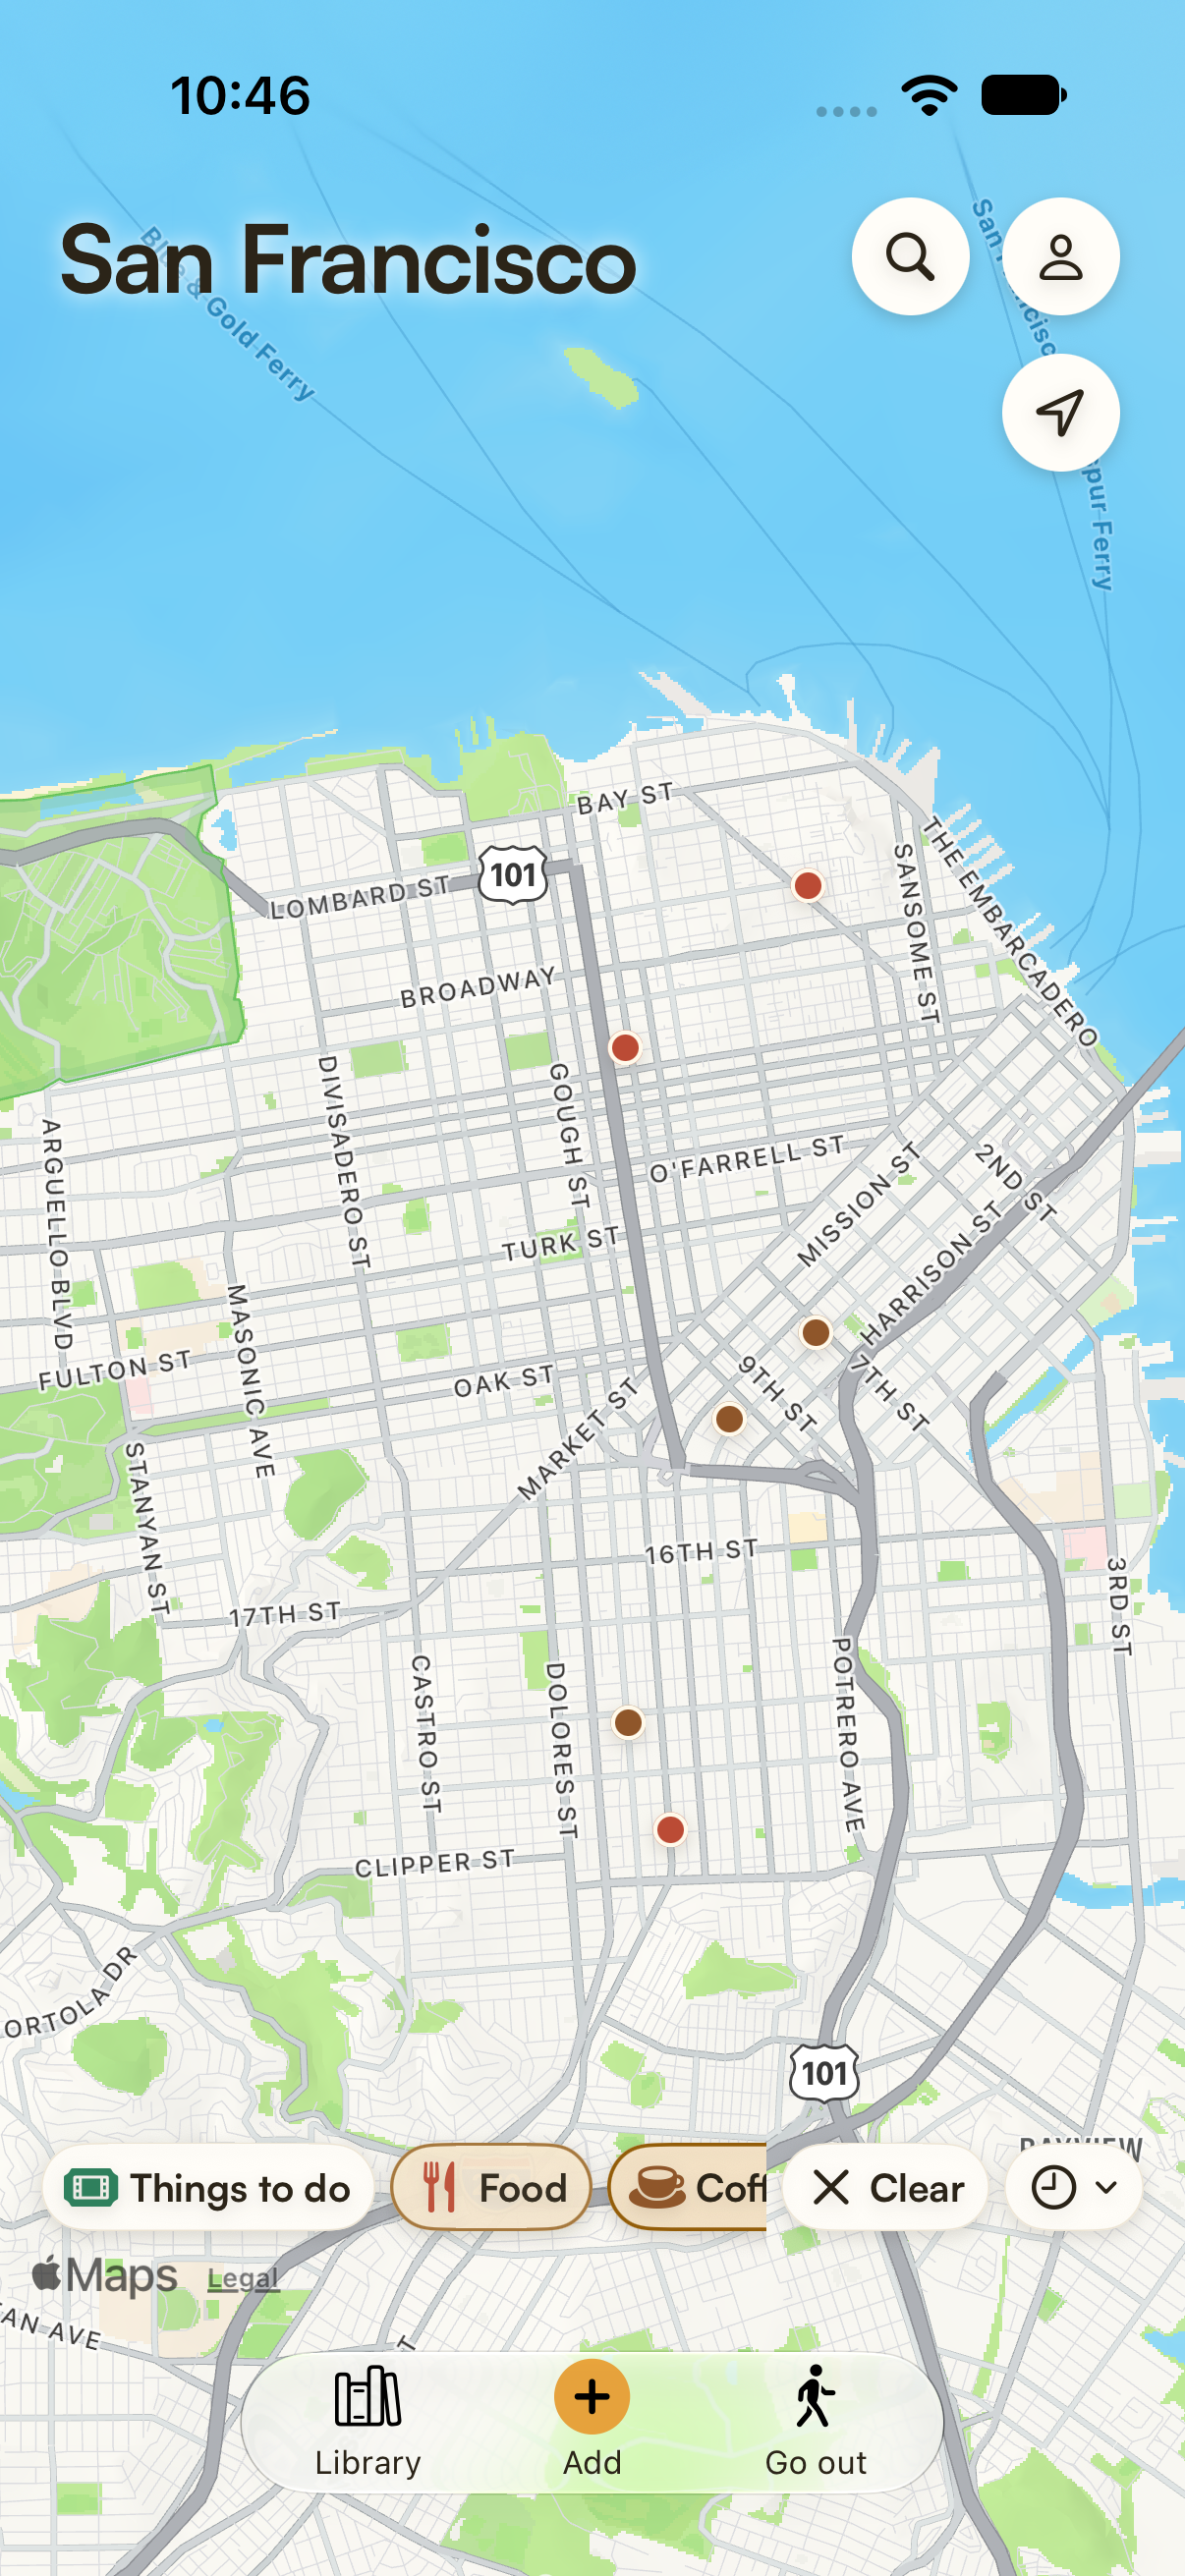 10:46
San Francisco
Blue & Gold Ferry
BAY ST
101
LOMBARD ST
THE EMBARCADERO
SANSOME ST
BROADWAY
GOUGH ST
DIVISADERO ST
ARGUELLO BLVD
O'FARRELL ST
2ND ST
MISSION ST
HARRISON ST
TURK ST
MASONIC AVE
FULTON ST
OAK ST
9TH ST
7TH ST
MARKET ST
STANYAN ST
16TH ST
3RD ST
17TH ST
CASTRO ST
DOLORES ST
POTRERO AVE
CLIPPER ST
ORTOLA DR
101
BAYVIEW
Things to do
Food
Coff
Clear
Maps
Legal
AN AVE
Library
Add
Go out